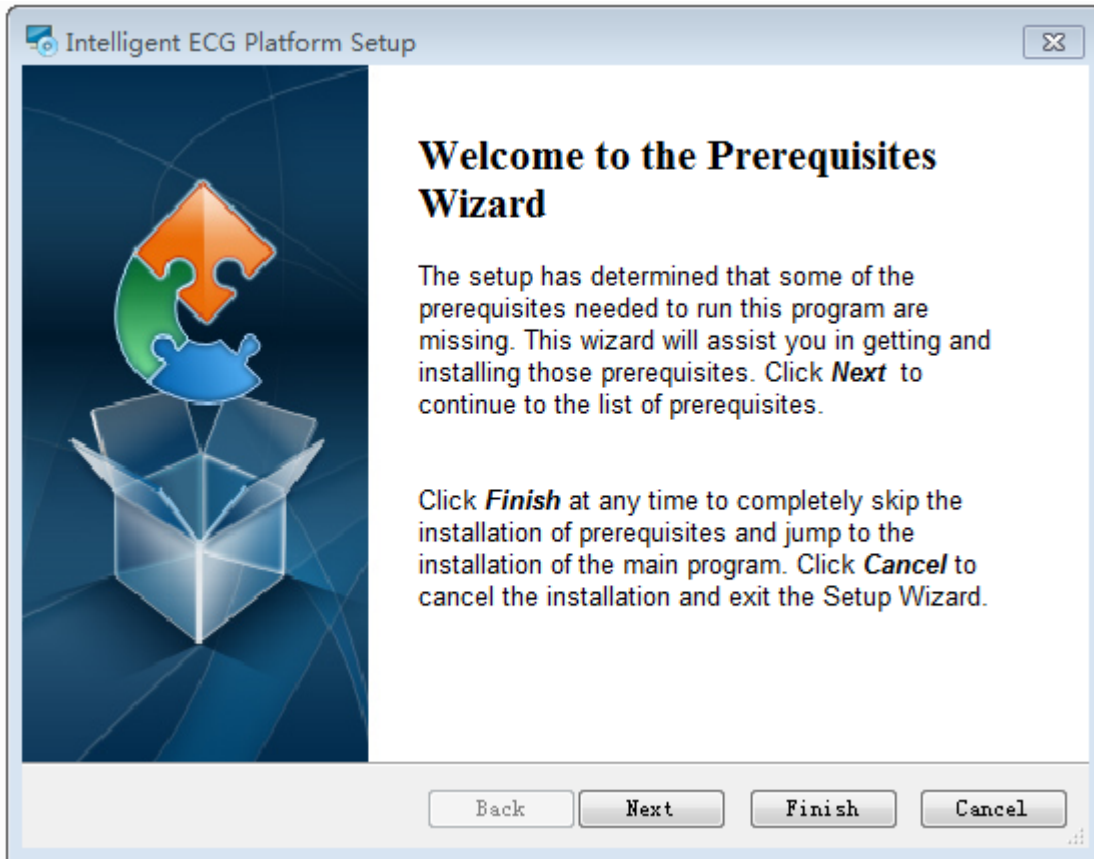 Intelligent ECG Platform Setup
Welcome to the Prerequisites
Wizard
The setup has determined that some of the
prerequisites needed to run this program are
missing. This wizard will assist you in getting and
installing those prerequisites. Click Next to
continue to the list of prerequisites.
Click Finish at any time to completely skip the
installation of prerequisites and jump to the
installation of the main program. Click Cancel to
cancel the installation and exit the Setup Wizard.
Back Next Finish Cancel